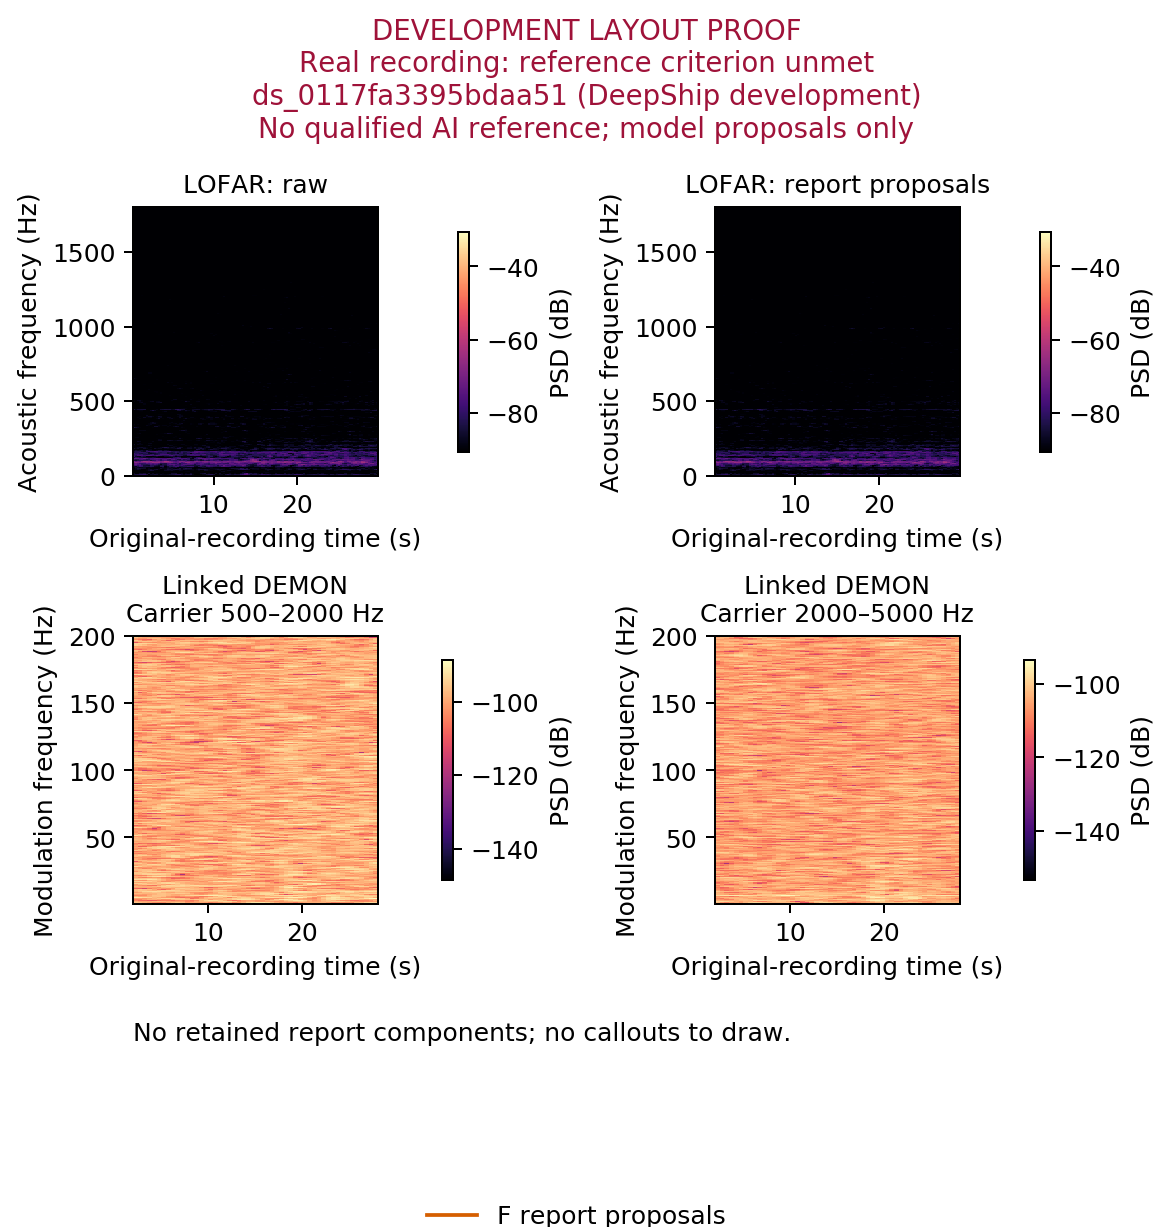 DEVELOPMENT LAYOUT PROOF
Real recording: reference criterion unmet
ds_0117fa3395bdaa51 (DeepShip development)
No qualified AI reference; model proposals only
LOFAR: raw
Acoustic frequency (Hz)
1500
1000
500
0
10
20
Original-recording time (s)
−40
−60
−80
PSD (dB)
LOFAR: report proposals
Acoustic frequency (Hz)
1500
1000
500
0
10
20
Original-recording time (s)
−40
−60
−80
PSD (dB)
Linked DEMON
Carrier 500–2000 Hz
Modulation frequency (Hz)
200
150
100
50
10
20
Original-recording time (s)
−100
−120
−140
PSD (dB)
Linked DEMON
Carrier 2000–5000 Hz
Modulation frequency (Hz)
200
150
100
50
10
20
Original-recording time (s)
−100
−120
−140
PSD (dB)
No retained report components; no callouts to draw.
F report proposals